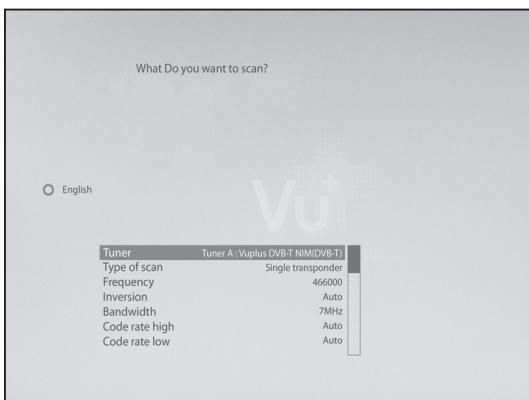 What Do you want to scan?
English
Vu+
Tuner Tuner A : Vuplus DVB-T NIM(DVB-T)
Type of scan Single transponder
Frequency 466000
Inversion Auto
Bandwidth 7MHz
Code rate high Auto
Code rate low Auto